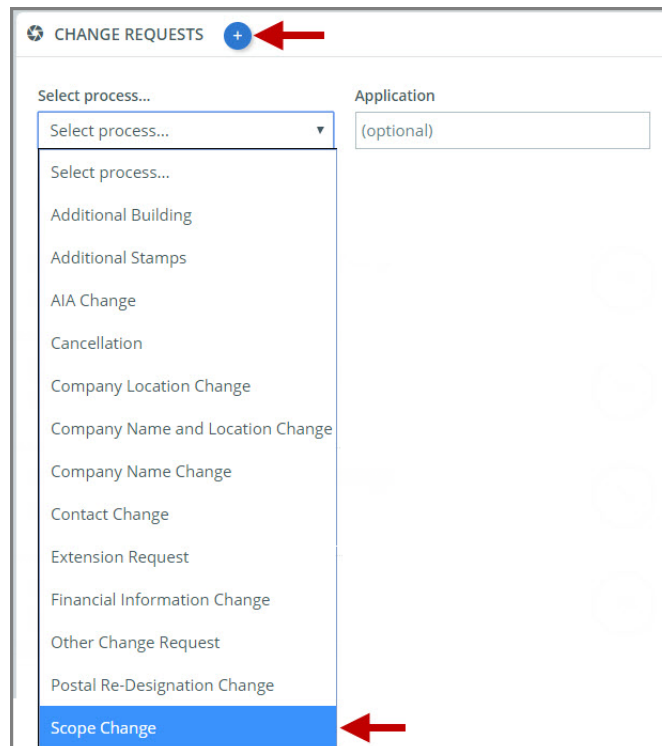 CHANGE REQUESTS +
Select process... Application
Select process... (optional)
Select process...
Additional Building
Additional Stamps
AIA Change
Cancellation
Company Location Change
Company Name and Location Change
Company Name Change
Contact Change
Extension Request
Financial Information Change
Other Change Request
Postal Re-Designation Change
Scope Change